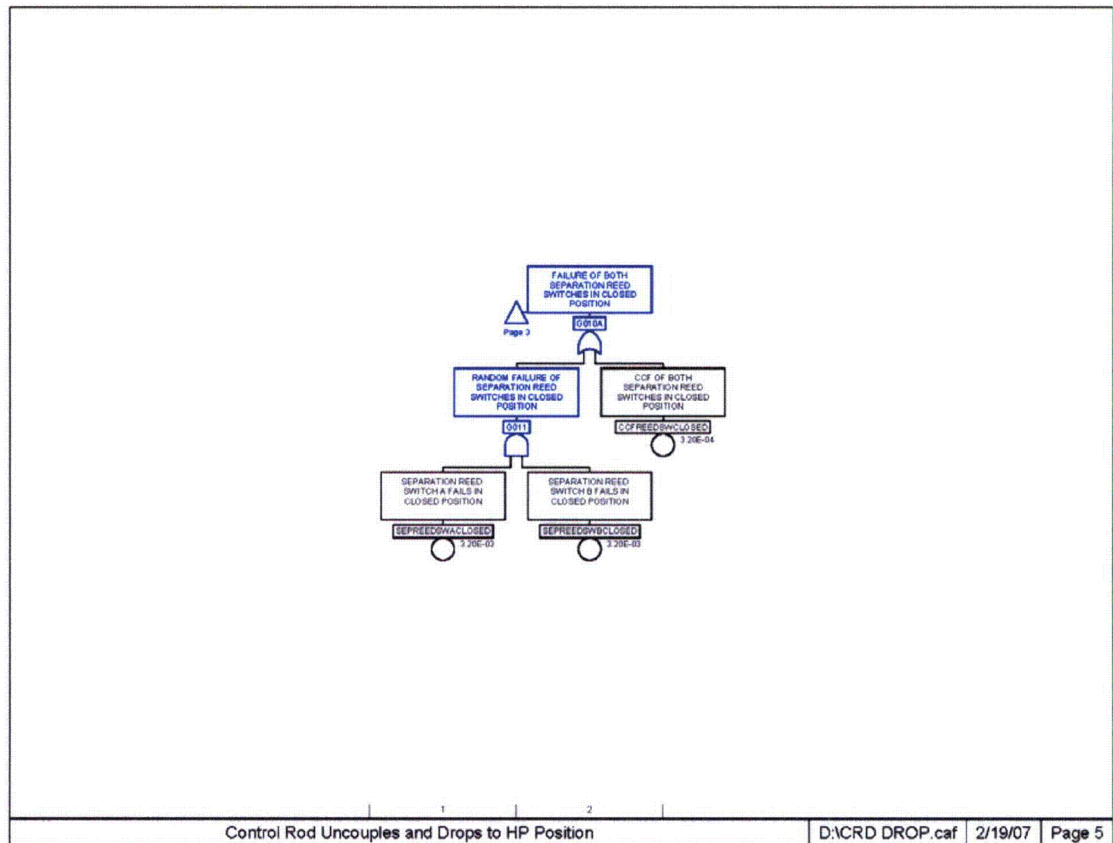 FAILURE OF BOTH
SEPARATION REED
SWITCHES IN CLOSED
POSITION
Page 3
G010A
RANDOM FAILURE OF
SEPARATION REED
SWITCHES IN CLOSED
POSITION
G011
CCF OF BOTH
SEPARATION REED
SWITCHES IN CLOSED
POSITION
CCFREEDSWCLOSED
3.20E-04
SEPARATION REED
SWITCH A FAILS IN
CLOSED POSITION
SEPREEDSWACLOSED
3.20E-03
SEPARATION REED
SWITCH B FAILS IN
CLOSED POSITION
SEPREEDSWBCLOSED
3.20E-03
1
2
Control Rod Uncouples and Drops to HP Position
D:\CRD DROP.caf
2/19/07
Page 5